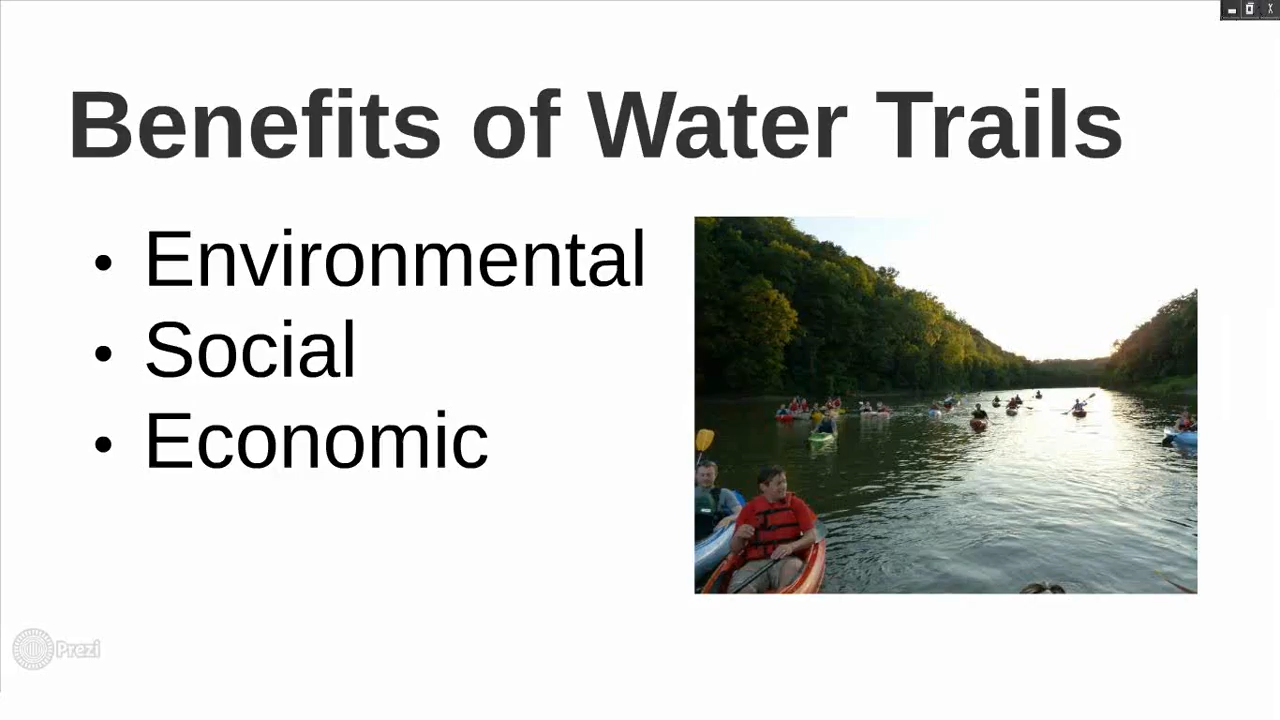 Benefits of Water Trails
• Environmental
• Social
• Economic
Prezi